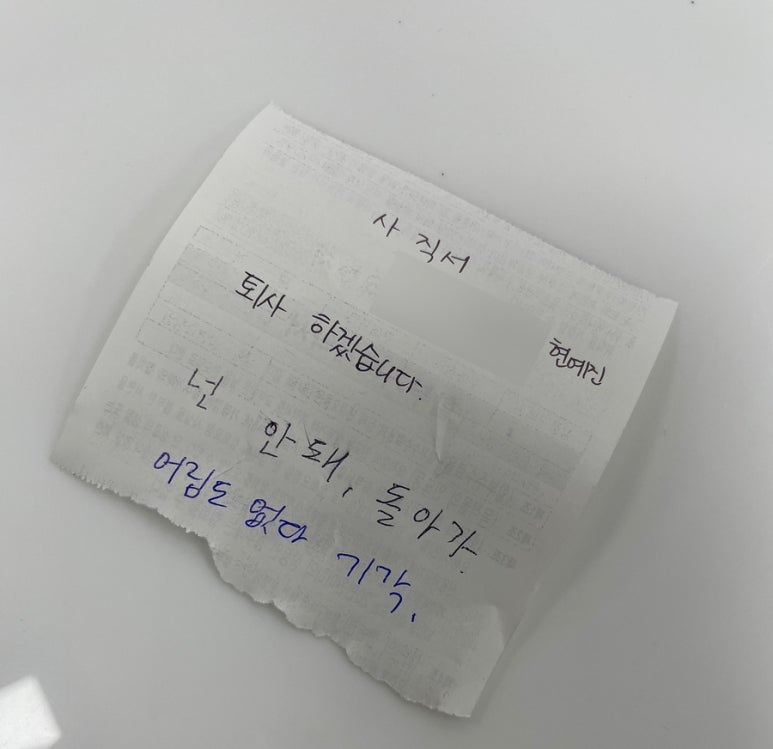 사직서
현예진
퇴사 하겠습니다.
넌 안돼, 돌아가.
어림도 없다 기각.